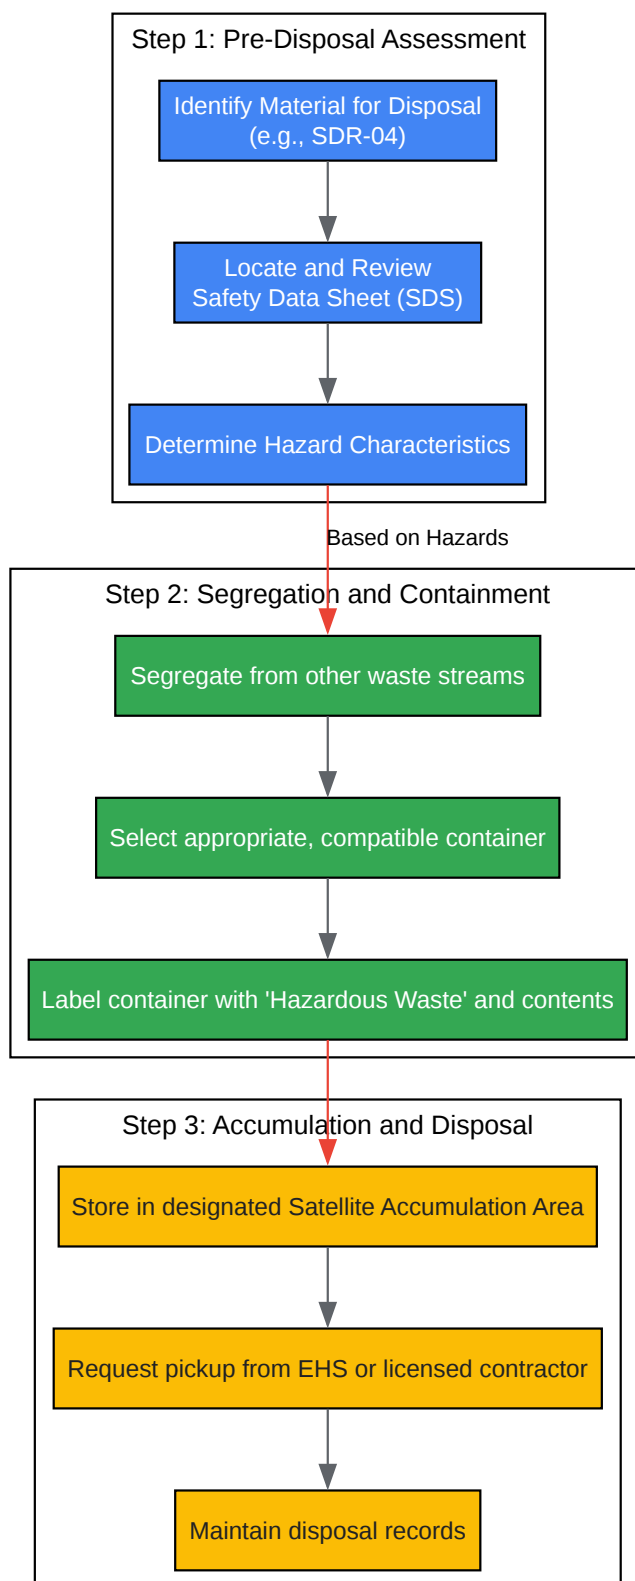 Step 1: Pre-Disposal Assessment
Identify Material for Disposal
(e.g., SDR-04)
Locate and Review
Safety Data Sheet (SDS)
Determine Hazard Characteristics
Based on Hazards
Step 2: Segregation and Containment
Segregate from other waste streams
Select appropriate, compatible container
Label container with 'Hazardous Waste' and contents
Step 3: Accumulation and Disposal
Store in designated Satellite Accumulation Area
Request pickup from EHS or licensed contractor
Maintain disposal records